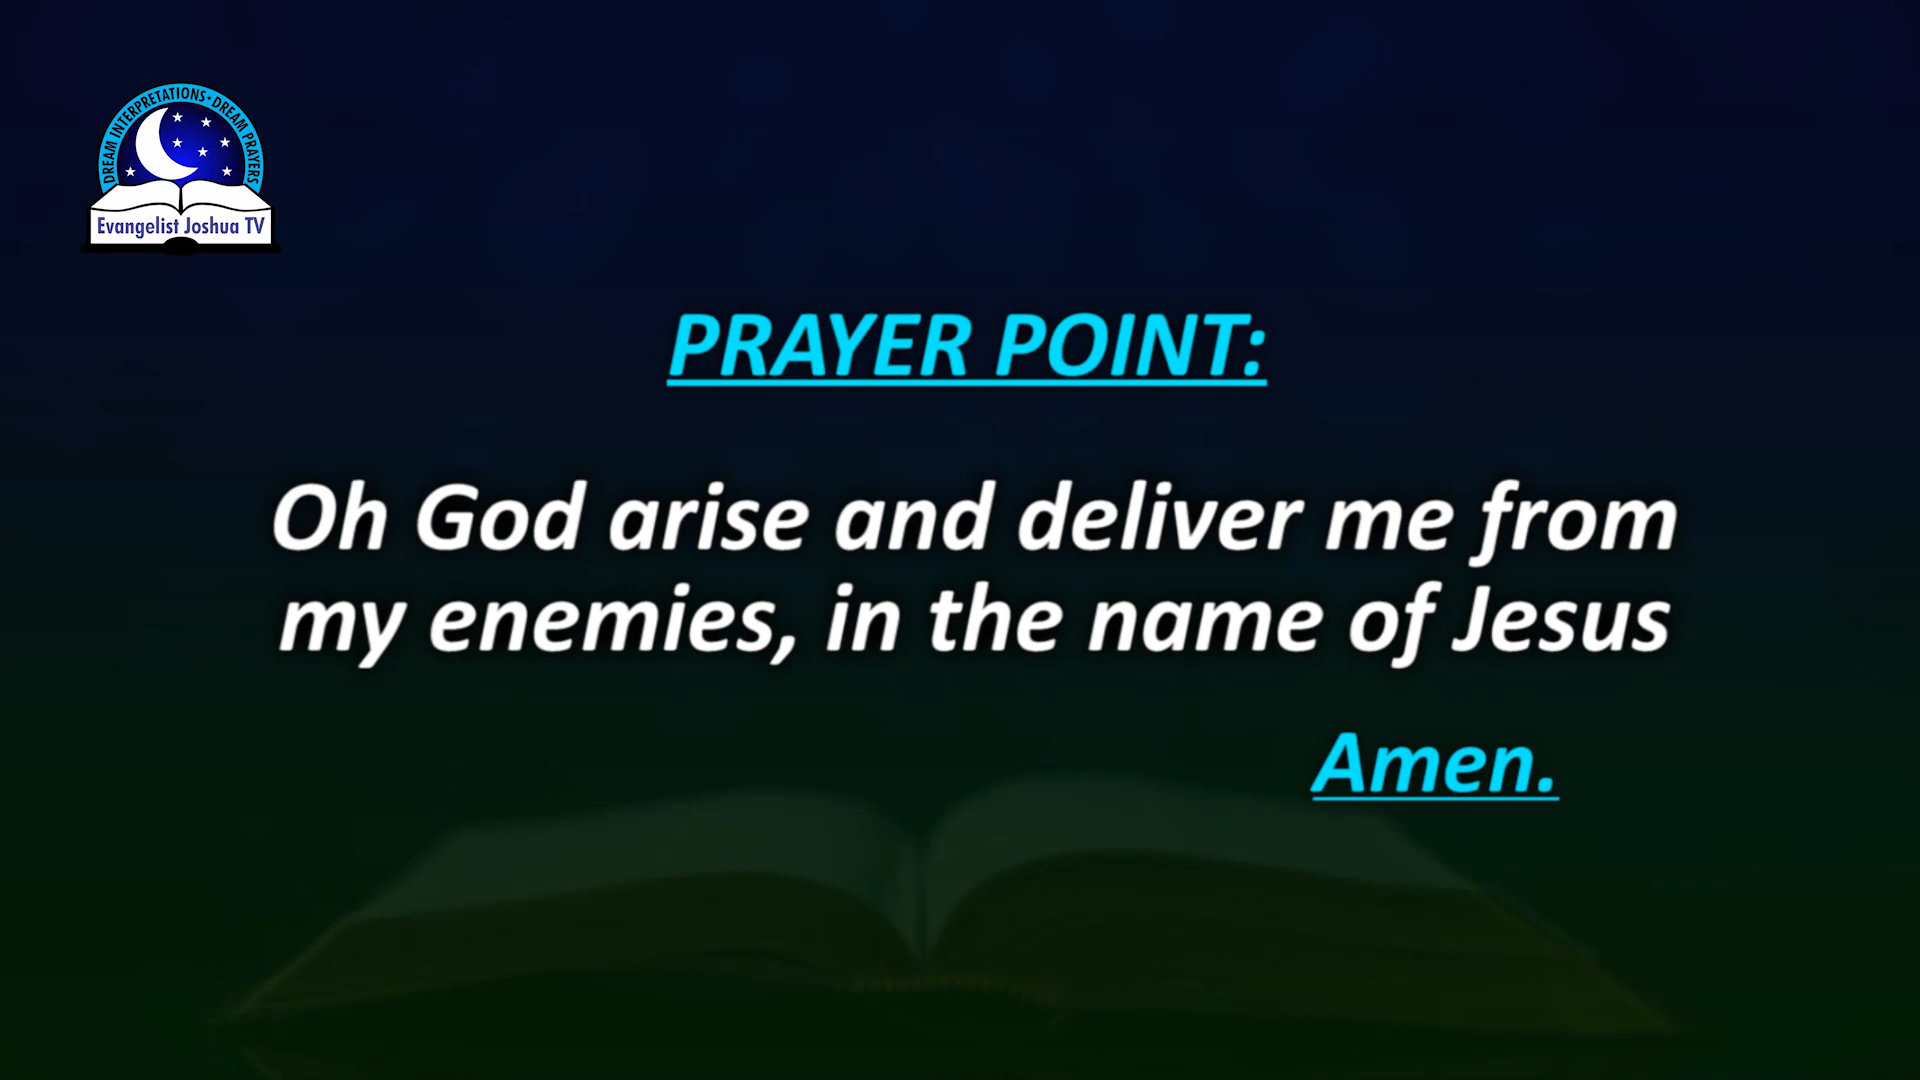 DREAM INTERPRETATIONS • DREAM PRAYERS
Evangelist Joshua TV
PRAYER POINT:
Oh God arise and deliver me from
my enemies, in the name of Jesus
Amen.